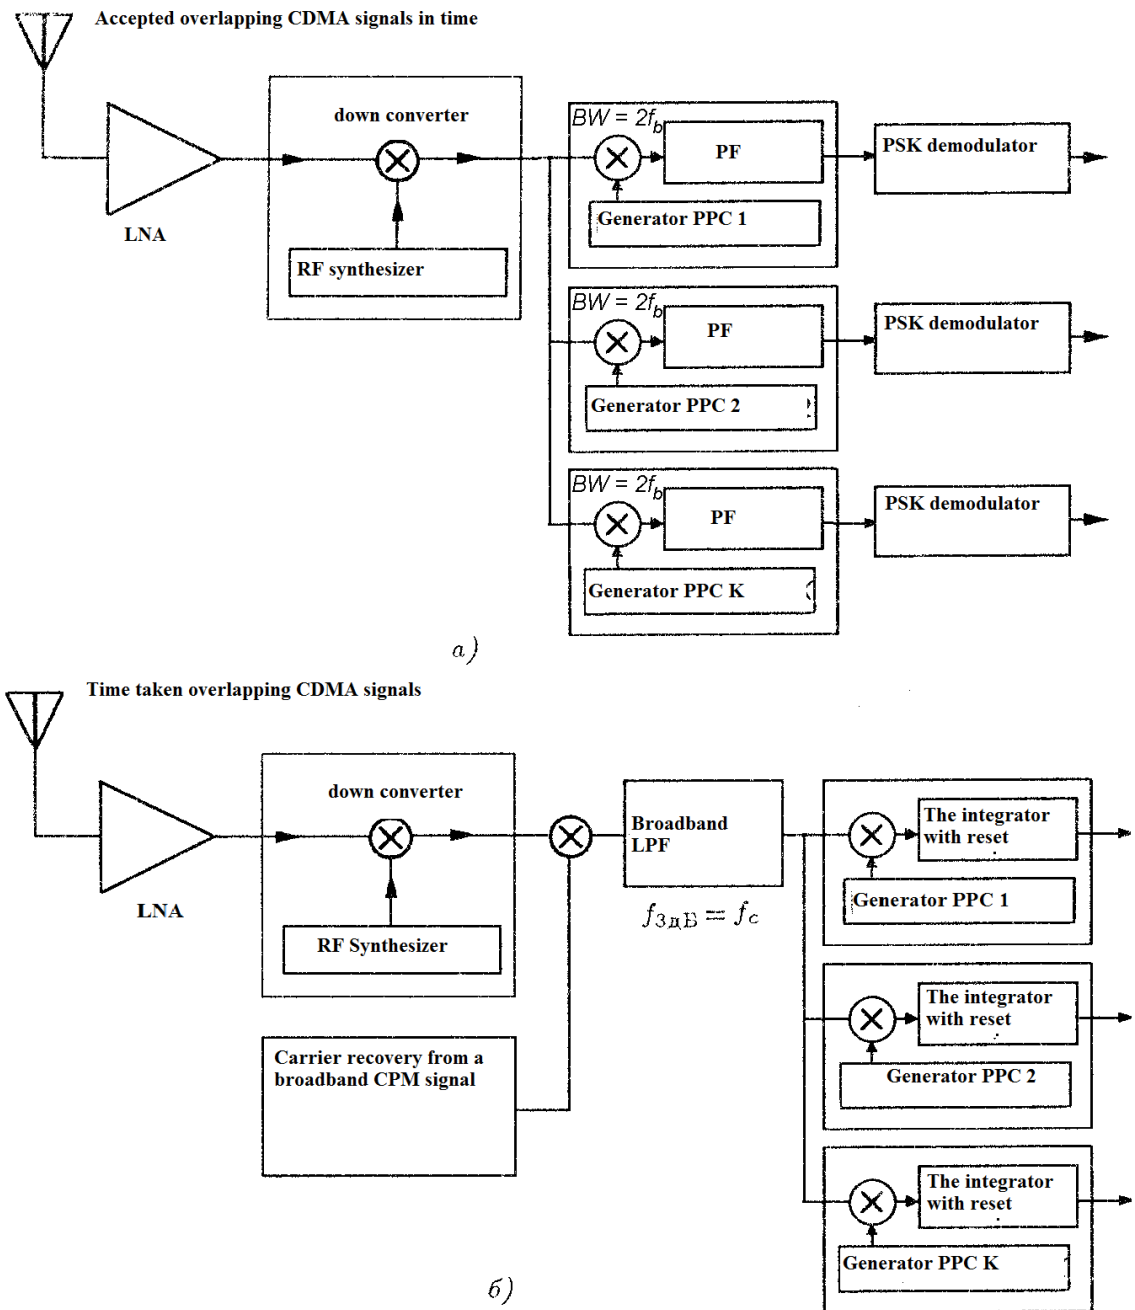 Accepted overlapping CDMA signals in time
down converter
LNA
RF synthesizer
BW = 2f_b
PF
Generator PPC 1
PSK demodulator
BW = 2f_b
PF
Generator PPC 2
PSK demodulator
BW = 2f_b
PF
Generator PPC K
PSK demodulator
а)
Time taken overlapping CDMA signals
down converter
LNA
RF Synthesizer
Carrier recovery from a
broadband CPM signal
Broadband
LPF
f_3дБ = f_c
The integrator
with reset
Generator PPC 1
The integrator
with reset
Generator PPC 2
The integrator
with reset
Generator PPC K
б)